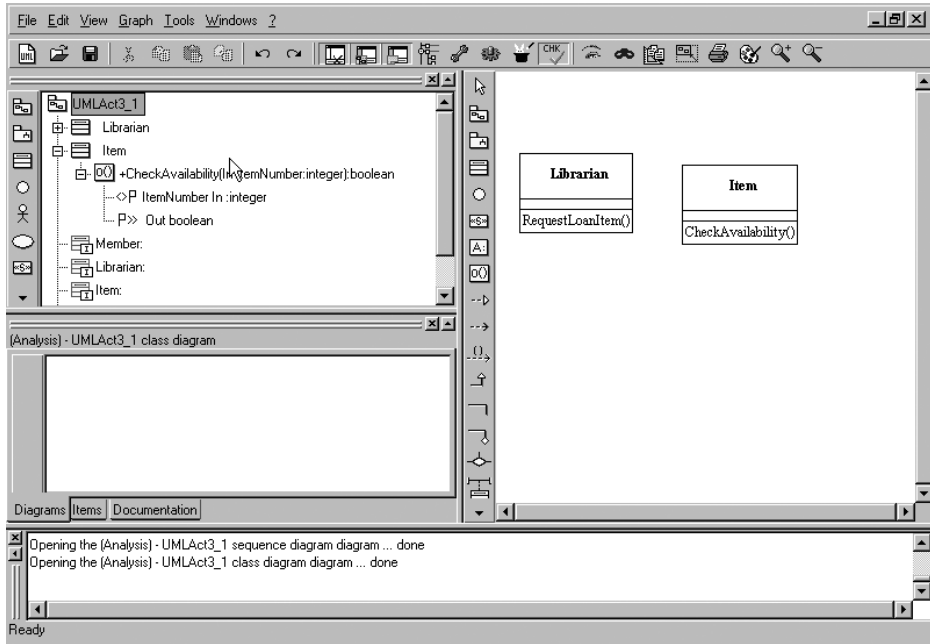 File Edit View Graph Tools Windows ?
UML
CHK
UMLAct3_1
Librarian
Item
+CheckAvailability(In ItemNumber:integer):boolean
<>P ItemNumber In :integer
P>> Out boolean
Member:
Librarian:
Item:
(Analysis) - UMLAct3_1 class diagram
Diagrams Items Documentation
«S»
«S»
A:
o()
Librarian
RequestLoanItem()
Item
CheckAvailability()
Opening the (Analysis) - UMLAct3_1 sequence diagram diagram ... done
Opening the (Analysis) - UMLAct3_1 class diagram diagram ... done
Ready